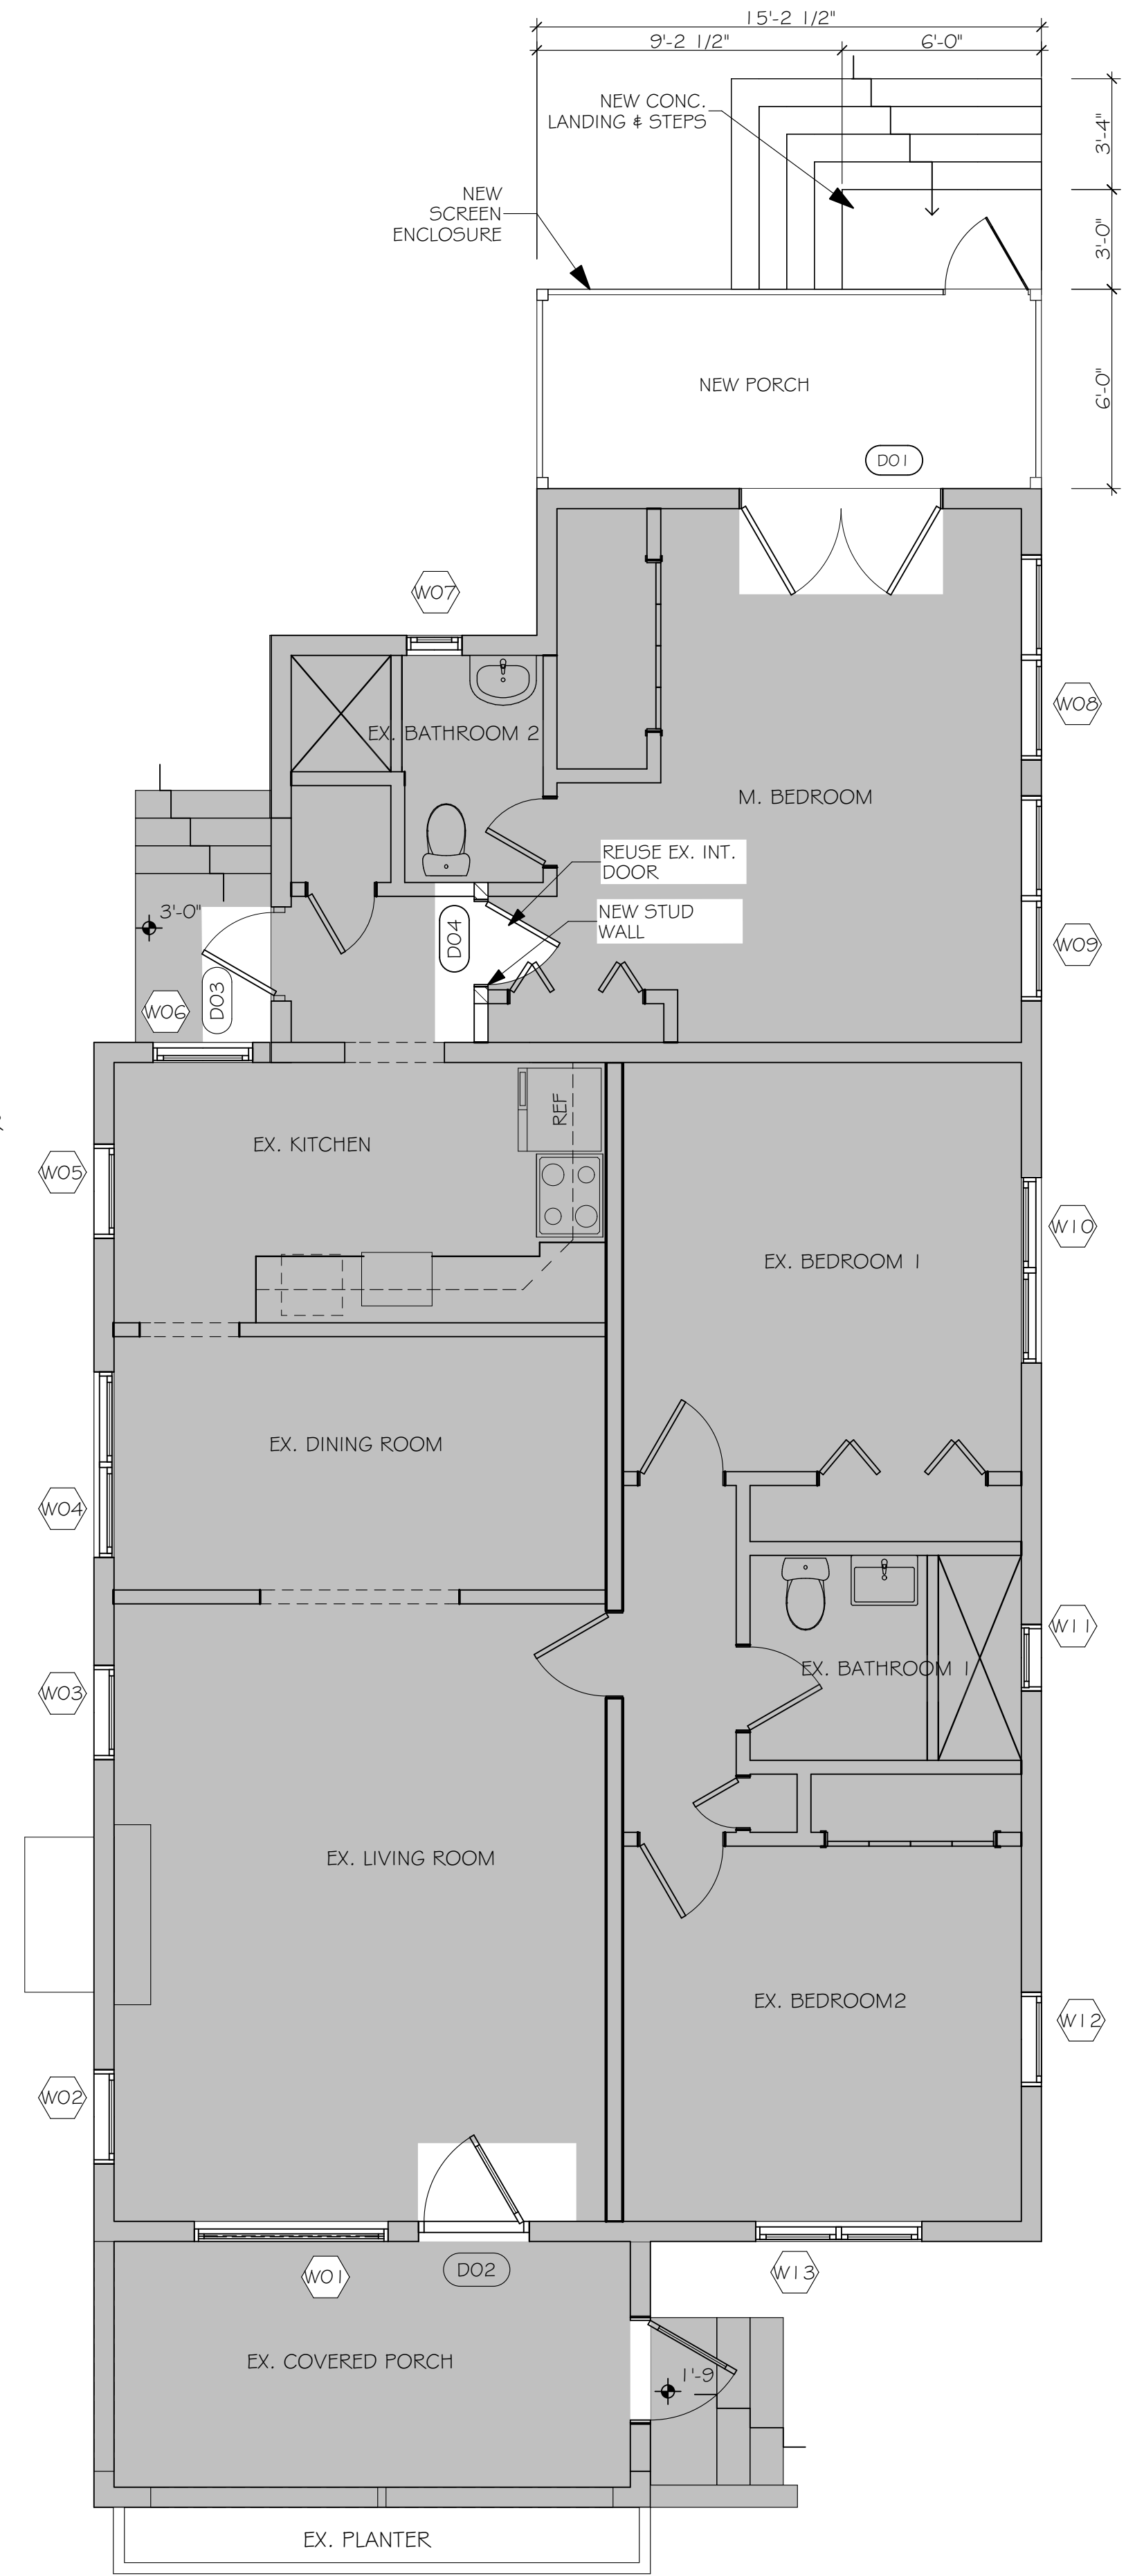 15'-2 1/2"
9'-2 1/2"
6'-0"
NEW CONC.
LANDING & STEPS
3'-4"
NEW
SCREEN
ENCLOSURE
3'-0"
6'-0"
NEW PORCH
D01
W07
W08
EX. BATHROOM 2
M. BEDROOM
REUSE EX. INT.
DOOR
NEW STUD
WALL
3'-0"
D04
W09
D03
W06
REF
EX. KITCHEN
W05
W10
EX. BEDROOM 1
EX. DINING ROOM
W04
W11
EX. BATHROOM 1
W03
EX. LIVING ROOM
EX. BEDROOM2
W12
W02
W01
D02
W13
EX. COVERED PORCH
1'-9
EX. PLANTER